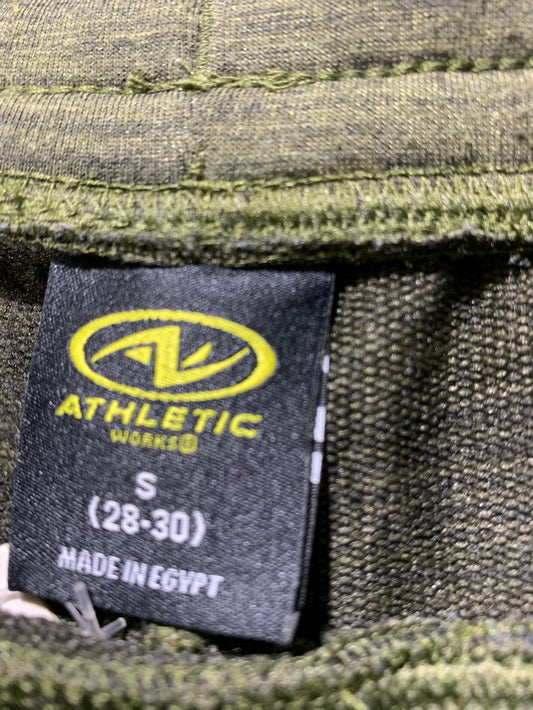 ATHLETIC
WORKS®
S
(28-30)
MADE IN EGYPT